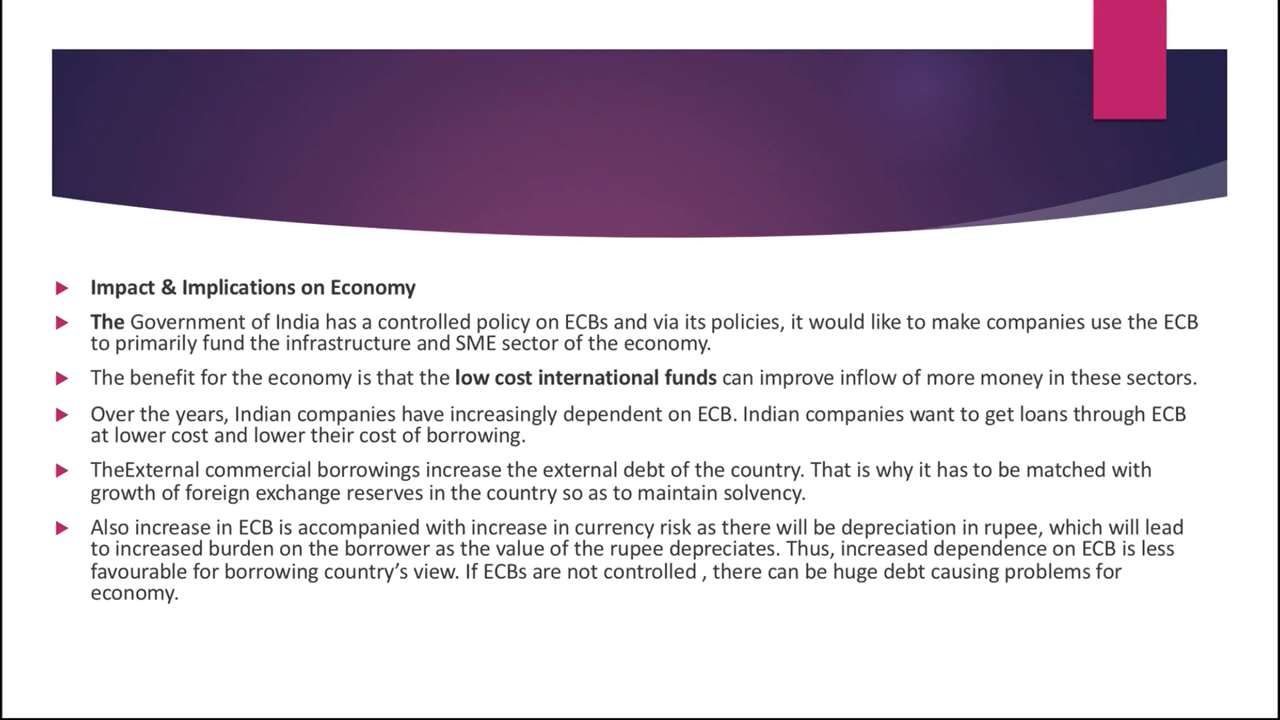 Impact & Implications on Economy
The Government of India has a controlled policy on ECBs and via its policies, it would like to make companies use the ECB
to primarily fund the infrastructure and SME sector of the economy.
The benefit for the economy is that the low cost international funds can improve inflow of more money in these sectors.
Over the years, Indian companies have increasingly dependent on ECB. Indian companies want to get loans through ECB
at lower cost and lower their cost of borrowing.
TheExternal commercial borrowings increase the external debt of the country. That is why it has to be matched with
growth of foreign exchange reserves in the country so as to maintain solvency.
Also increase in ECB is accompanied with increase in currency risk as there will be depreciation in rupee, which will lead
to increased burden on the borrower as the value of the rupee depreciates. Thus, increased dependence on ECB is less
favourable for borrowing country’s view. If ECBs are not controlled , there can be huge debt causing problems for
economy.